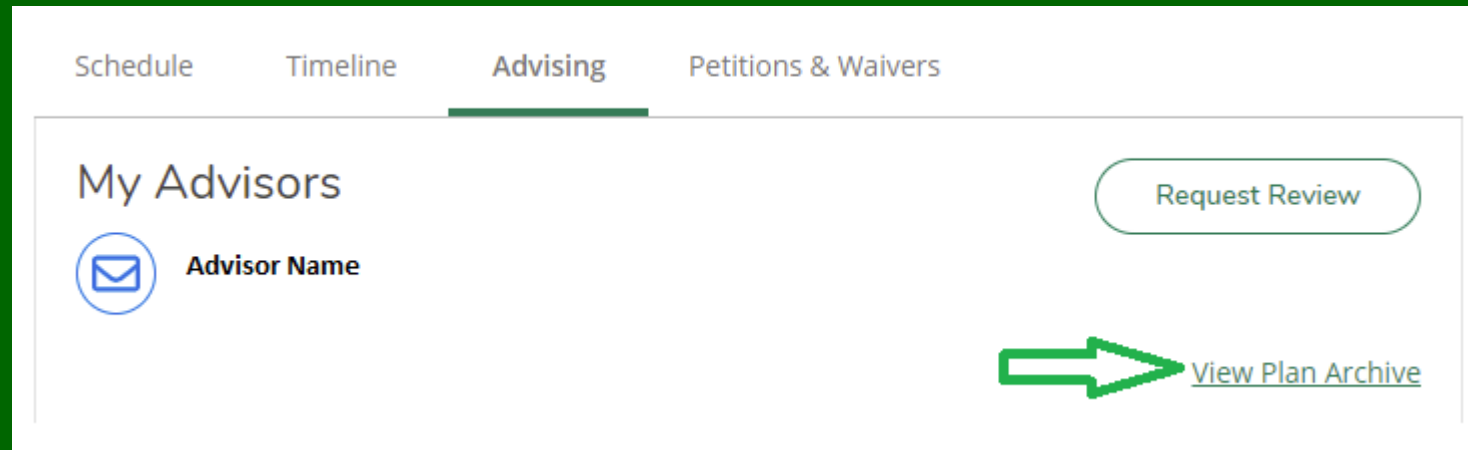 Schedule Timeline Advising Petitions & Waivers
My Advisors
Request Review
Advisor Name
View Plan Archive